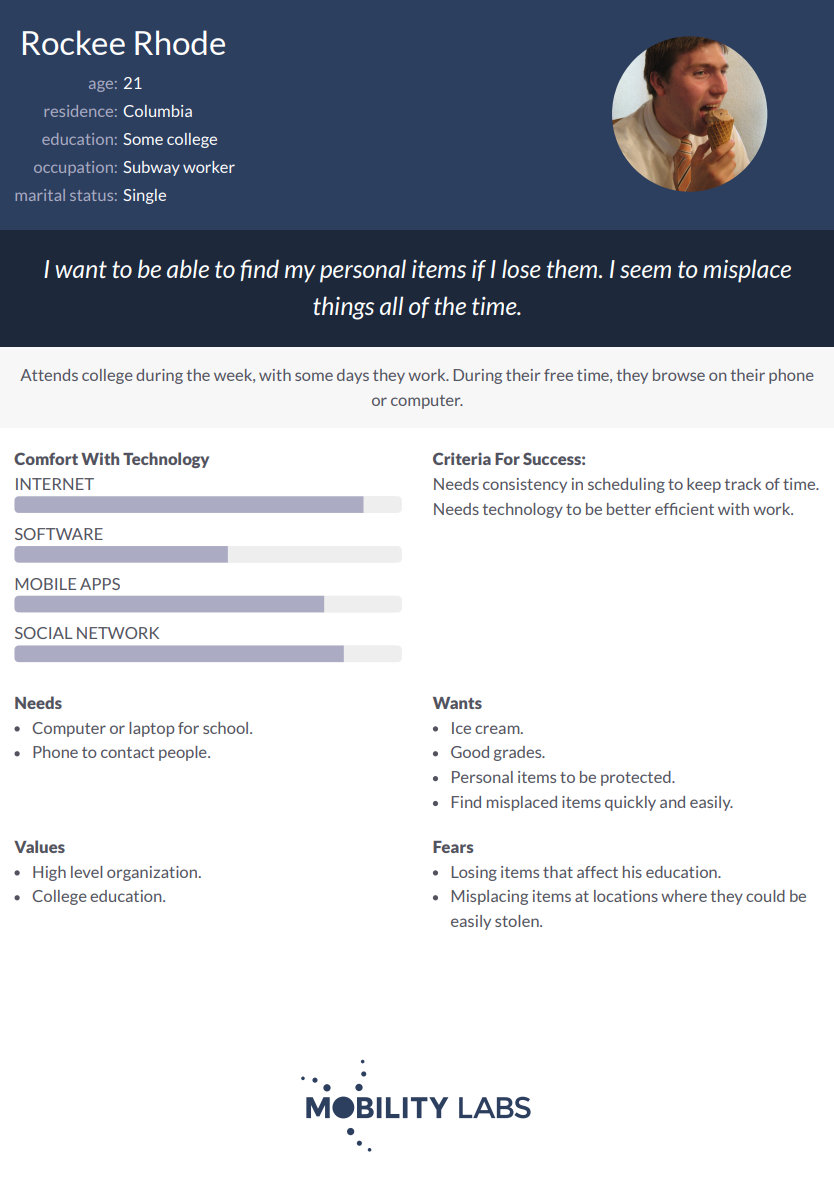 Rockee Rhode
age: 21
residence: Columbia
education: Some college
occupation: Subway worker
marital status: Single
I want to be able to find my personal items if I lose them. I seem to misplace
things all of the time.
Attends college during the week, with some days they work. During their free time, they browse on their phone
or computer.
Comfort With Technology
INTERNET
SOFTWARE
MOBILE APPS
SOCIAL NETWORK
Criteria For Success:
Needs consistency in scheduling to keep track of time.
Needs technology to be better efficient with work.
Needs
• Computer or laptop for school.
• Phone to contact people.
Wants
• Ice cream.
• Good grades.
• Personal items to be protected.
• Find misplaced items quickly and easily.
Values
• High level organization.
• College education.
Fears
• Losing items that affect his education.
• Misplacing items at locations where they could be
easily stolen.
MOBILITY LABS